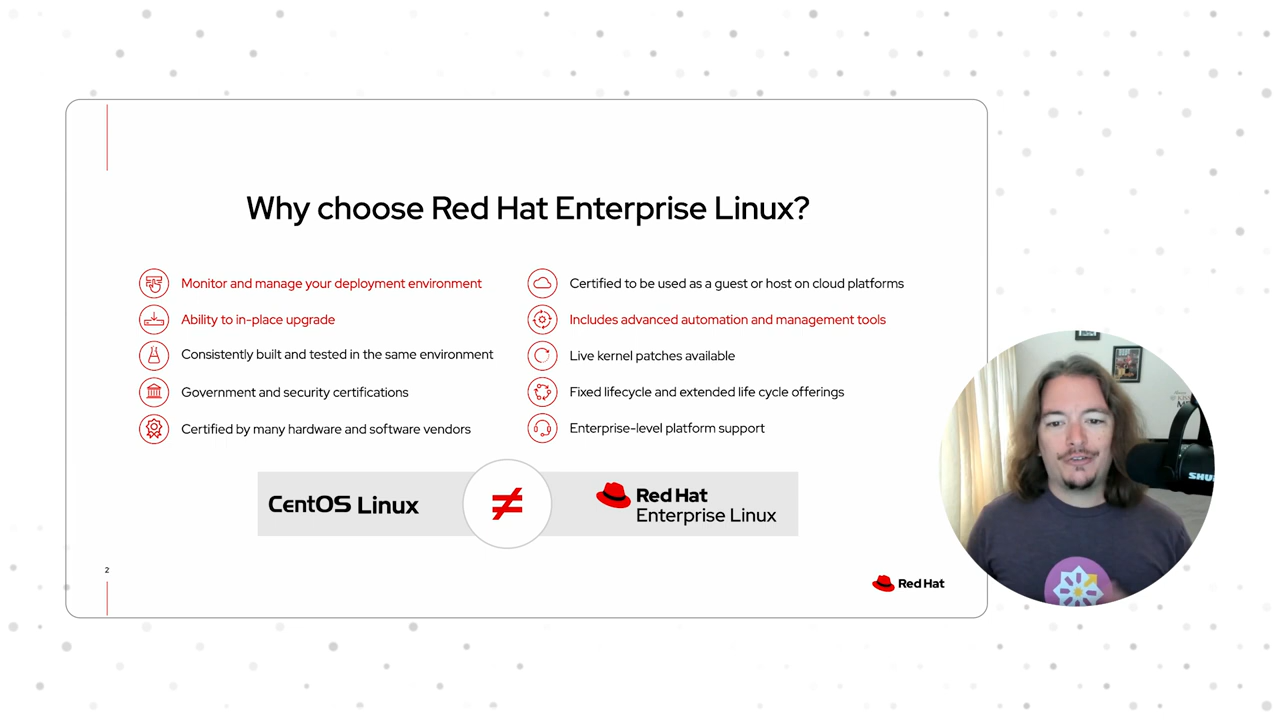 Why choose Red Hat Enterprise Linux?
Monitor and manage your deployment environment
Ability to in-place upgrade
Consistently built and tested in the same environment
Government and security certifications
Certified by many hardware and software vendors
Certified to be used as a guest or host on cloud platforms
Includes advanced automation and management tools
Live kernel patches available
Fixed lifecycle and extended life cycle offerings
Enterprise-level platform support
CentOS Linux
≠
Red Hat
Enterprise Linux
2
Red Hat
SHU